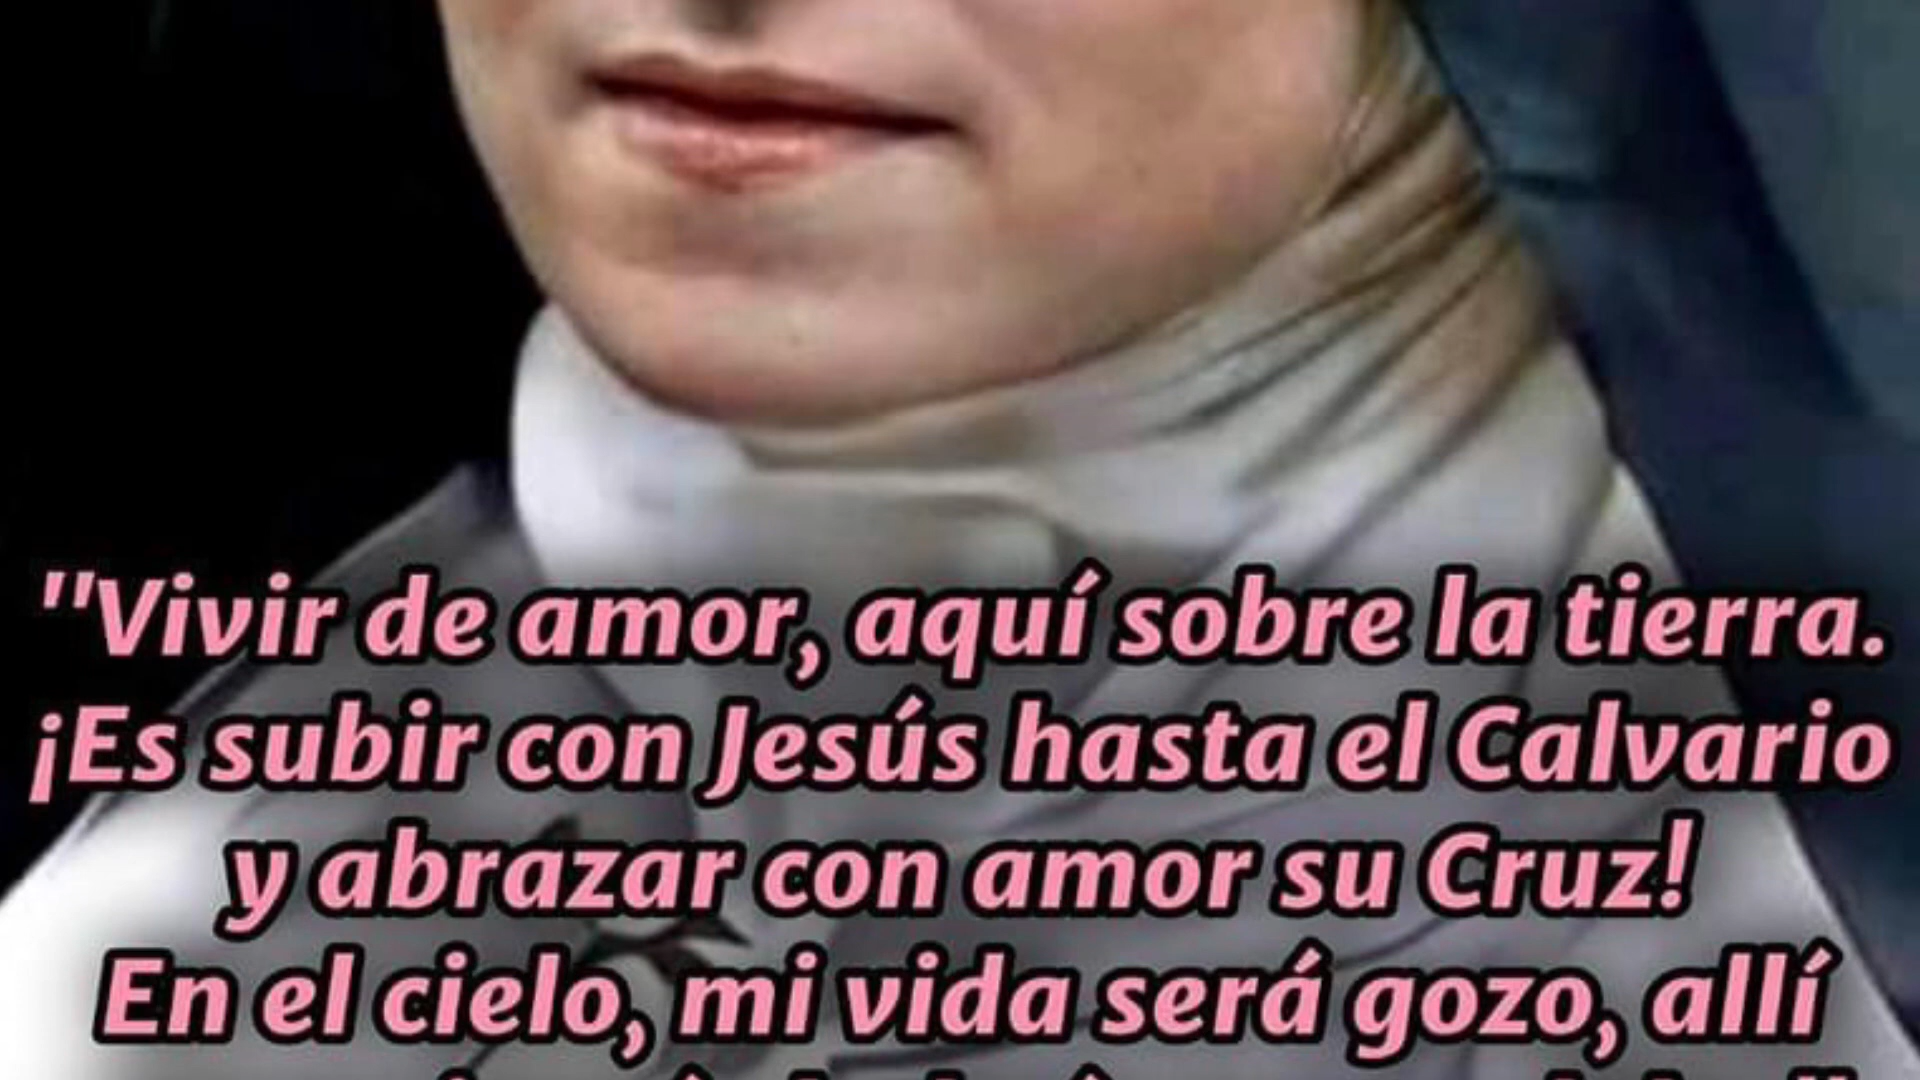 "Vivir de amor, aquí sobre la tierra.
¡Es subir con Jesús hasta el Calvario
y abrazar con amor su Cruz!
En el cielo, mi vida será gozo, allí